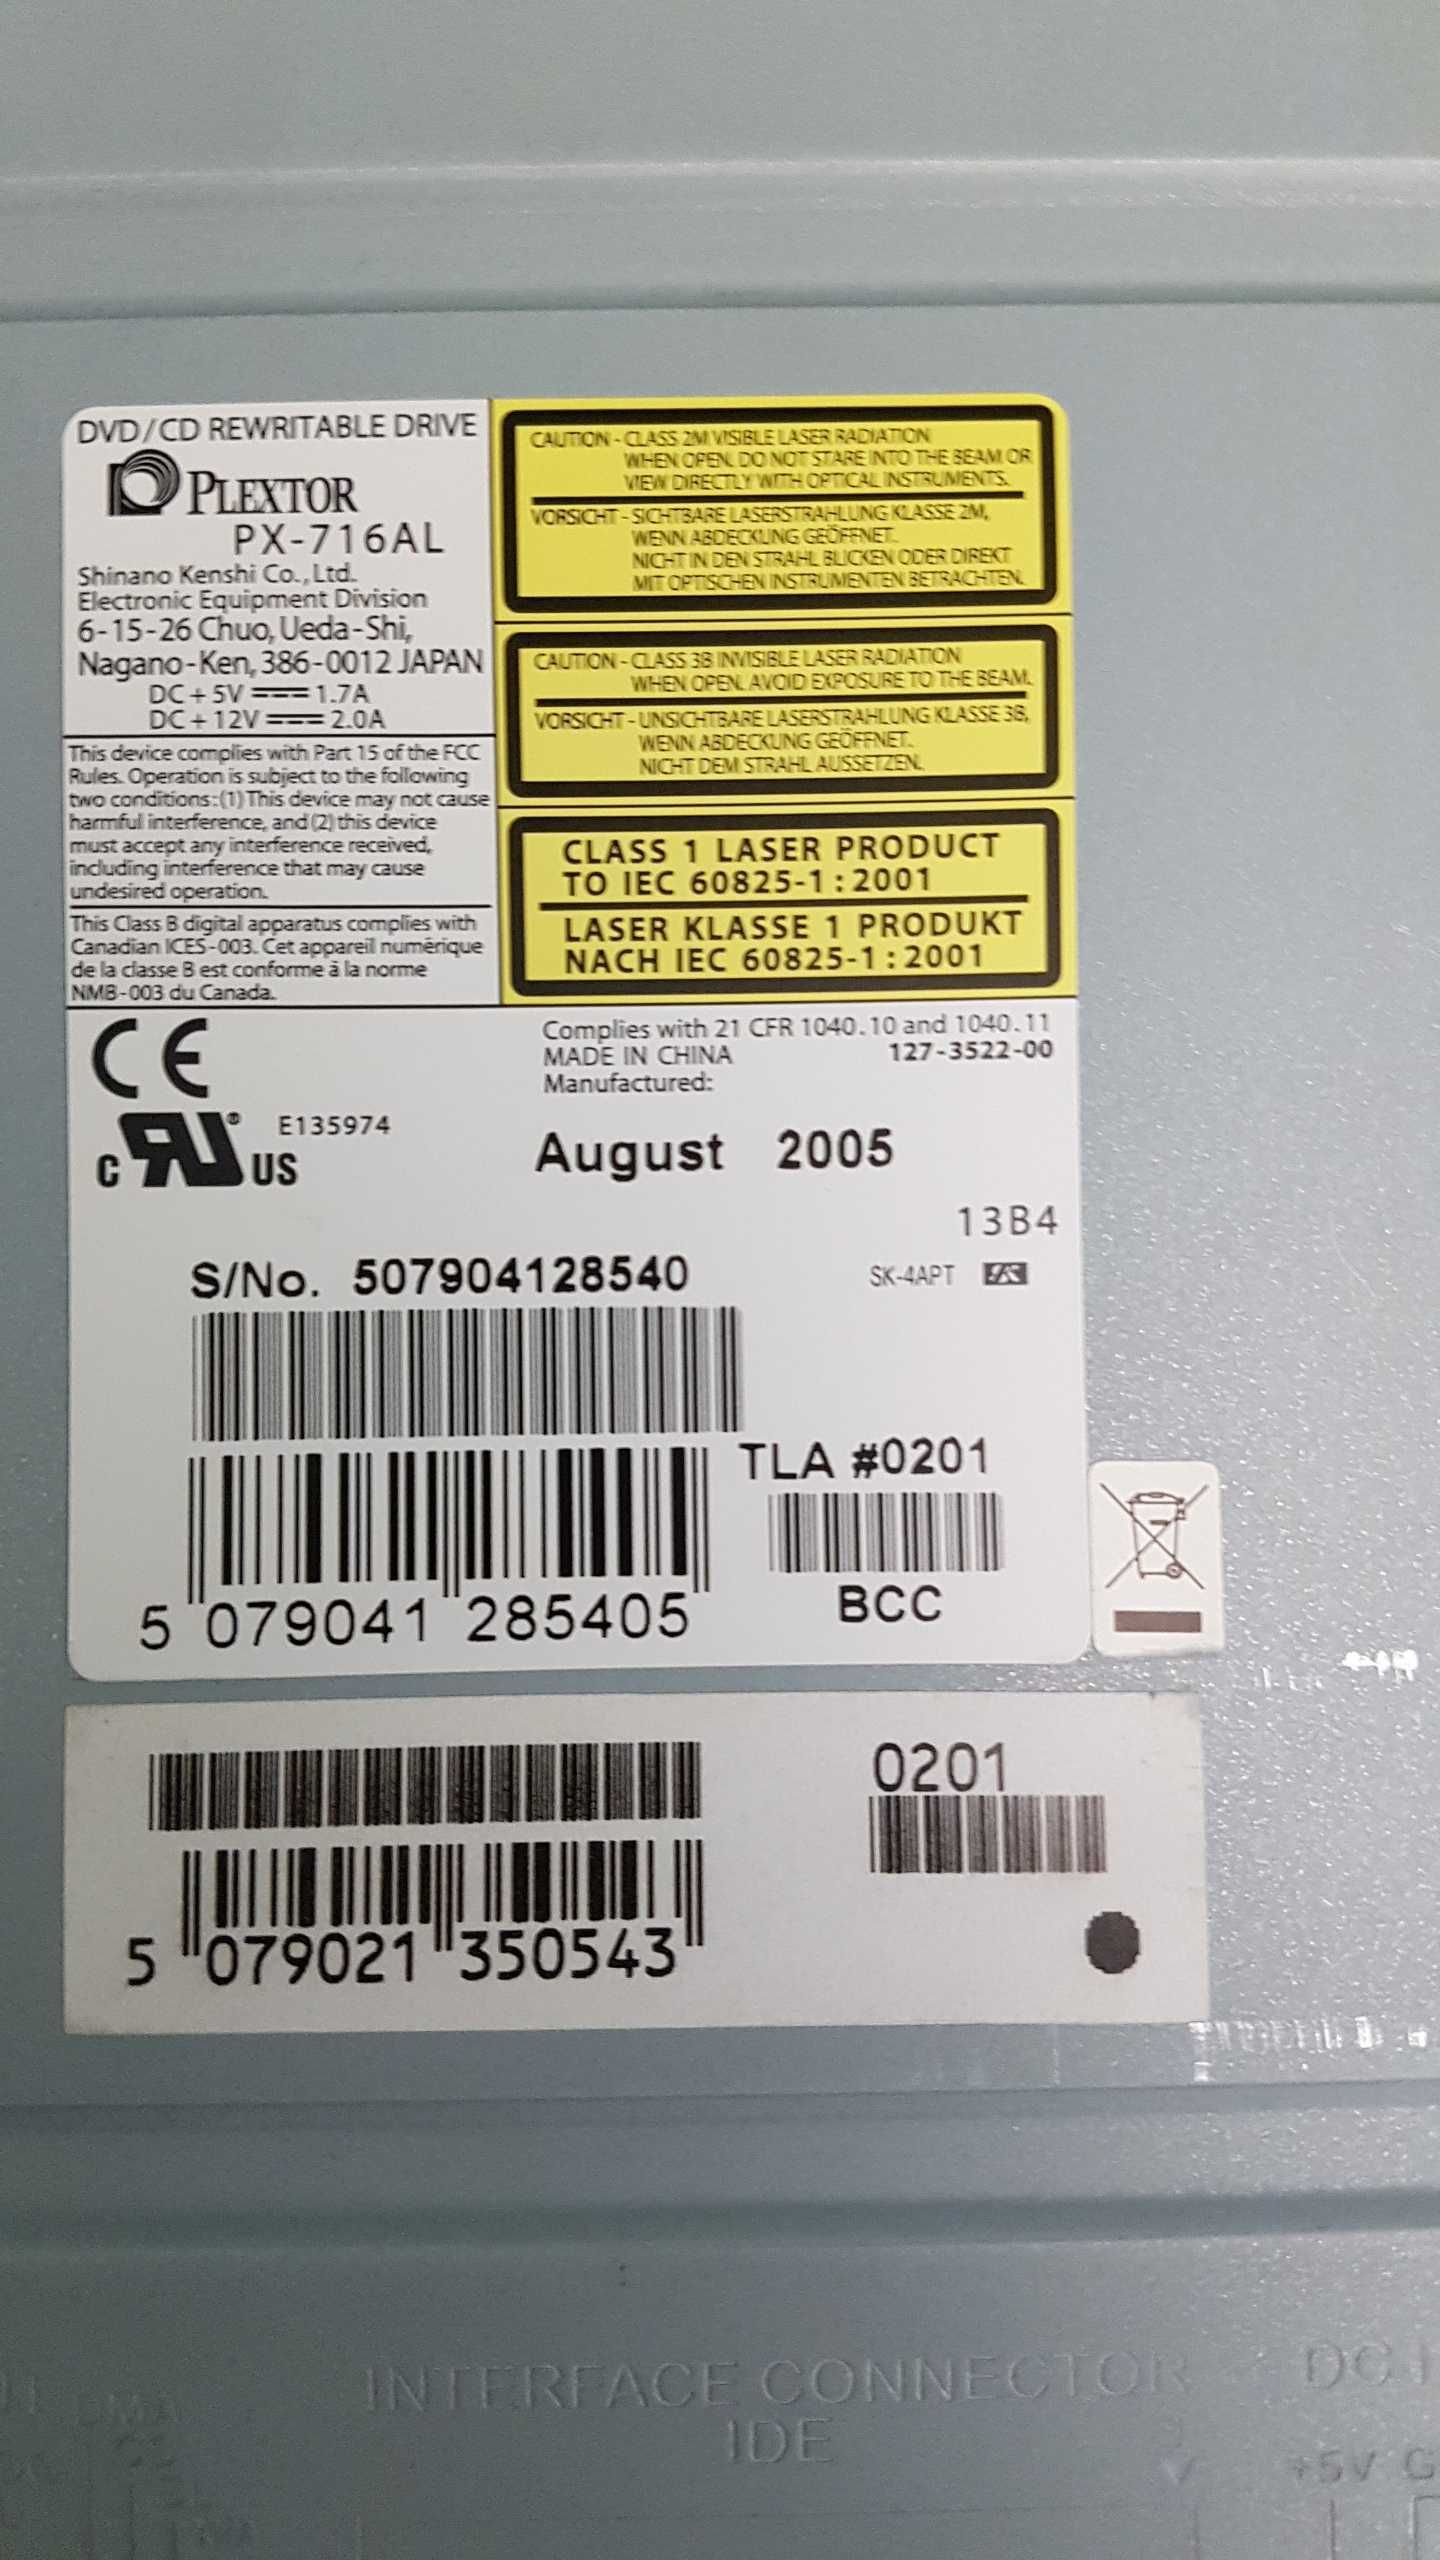 DVD/CD REWRITABLE DRIVE
PLEXTOR
PX-716AL
Shinano Kenshi Co., Ltd.
Electronic Equipment Division
6-15-26 Chuo, Ueda-Shi,
Nagano-Ken, 386-0012 JAPAN
DC+5V 1.7A
DC+12V 2.0A
This device complies with Part 15 of the FCC
Rules. Operation is subject to the following
two conditions:(1)This device may not cause
harmful interference, and (2) this device
must accept any interference received,
including interference that may cause
undesired operation.
This Class B digital apparatus complies with
Canadian ICES-003. Cet appareil numérique
de la classe B est conforme à la norme
NMB-003 du Canada.
CAUTION - CLASS 2M VISIBLE LASER RADIATION
WHEN OPEN. DO NOT STARE INTO THE BEAM OR
VIEW DIRECTLY WITH OPTICAL INSTRUMENTS.
VORSICHT - SICHTBARE LASERSTRAHLUNG KLASSE 2M,
WENN ABDECKUNG GEÖFFNET.
NICHT IN DEN STRAHL BLICKEN ODER DIREKT
MIT OPTISCHEN INSTRUMENTEN BETRACHTEN.
CAUTION - CLASS 3B INVISIBLE LASER RADIATION
WHEN OPEN. AVOID EXPOSURE TO THE BEAM.
VORSICHT - UNSICHTBARE LASERSTRAHLUNG KLASSE 3B,
WENN ABDECKUNG GEÖFFNET.
NICHT DEM STRAHL AUSSETZEN.
CLASS 1 LASER PRODUCT
TO IEC 60825-1:2001
LASER KLASSE 1 PRODUKT
NACH IEC 60825-1:2001
CE
Complies with 21 CFR 1040.10 and 1040.11
MADE IN CHINA 127-3522-00
Manufactured:
c RU ® US E135974
August 2005
13B4
S/No. 507904128540
SK-4APT
TLA #0201
BCC
5 079041 285405
0201
5 079021 350543
INTERFACE CONNECTOR
IDE
DC I
+5V G